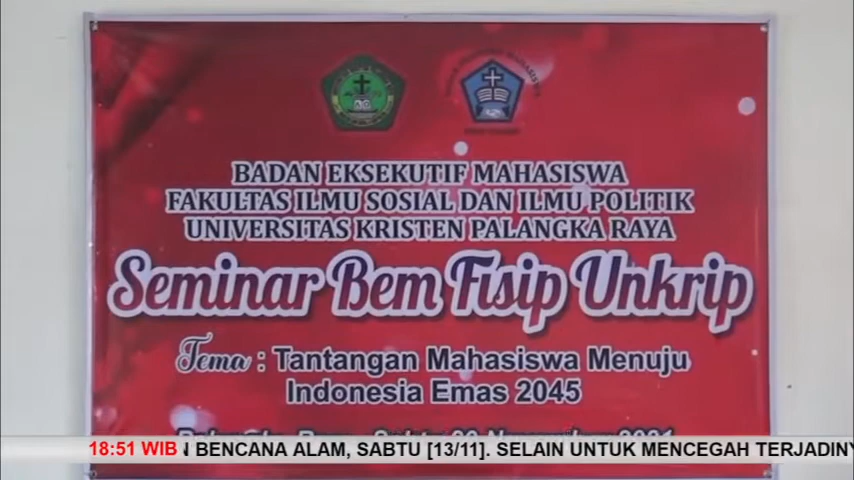 BADAN EKSEKUTIF MAHASISWA
FAKULTAS ILMU SOSIAL DAN ILMU POLITIK
UNIVERSITAS KRISTEN PALANGKA RAYA
Seminar Bem Fisip Unkrip
Tema : Tantangan Mahasiswa Menuju
Indonesia Emas 2045
18:51 WIB BENCANA ALAM, SABTU [13/11]. SELAIN UNTUK MENCEGAH TERJADINY